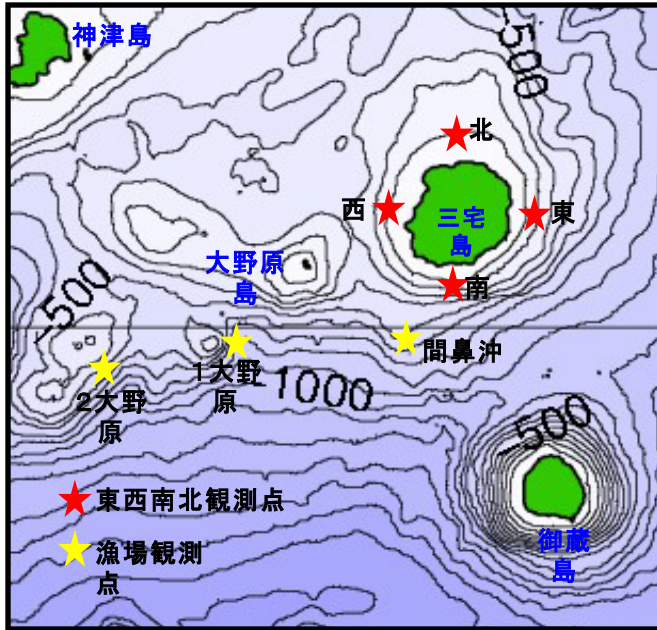 神津島
-500
北
西
三宅
島
東
大野原
島
南
-500
1大野
原
間鼻沖
2大野
原
-1000
-500
東西南北観測点
御蔵
島
漁場観測
点